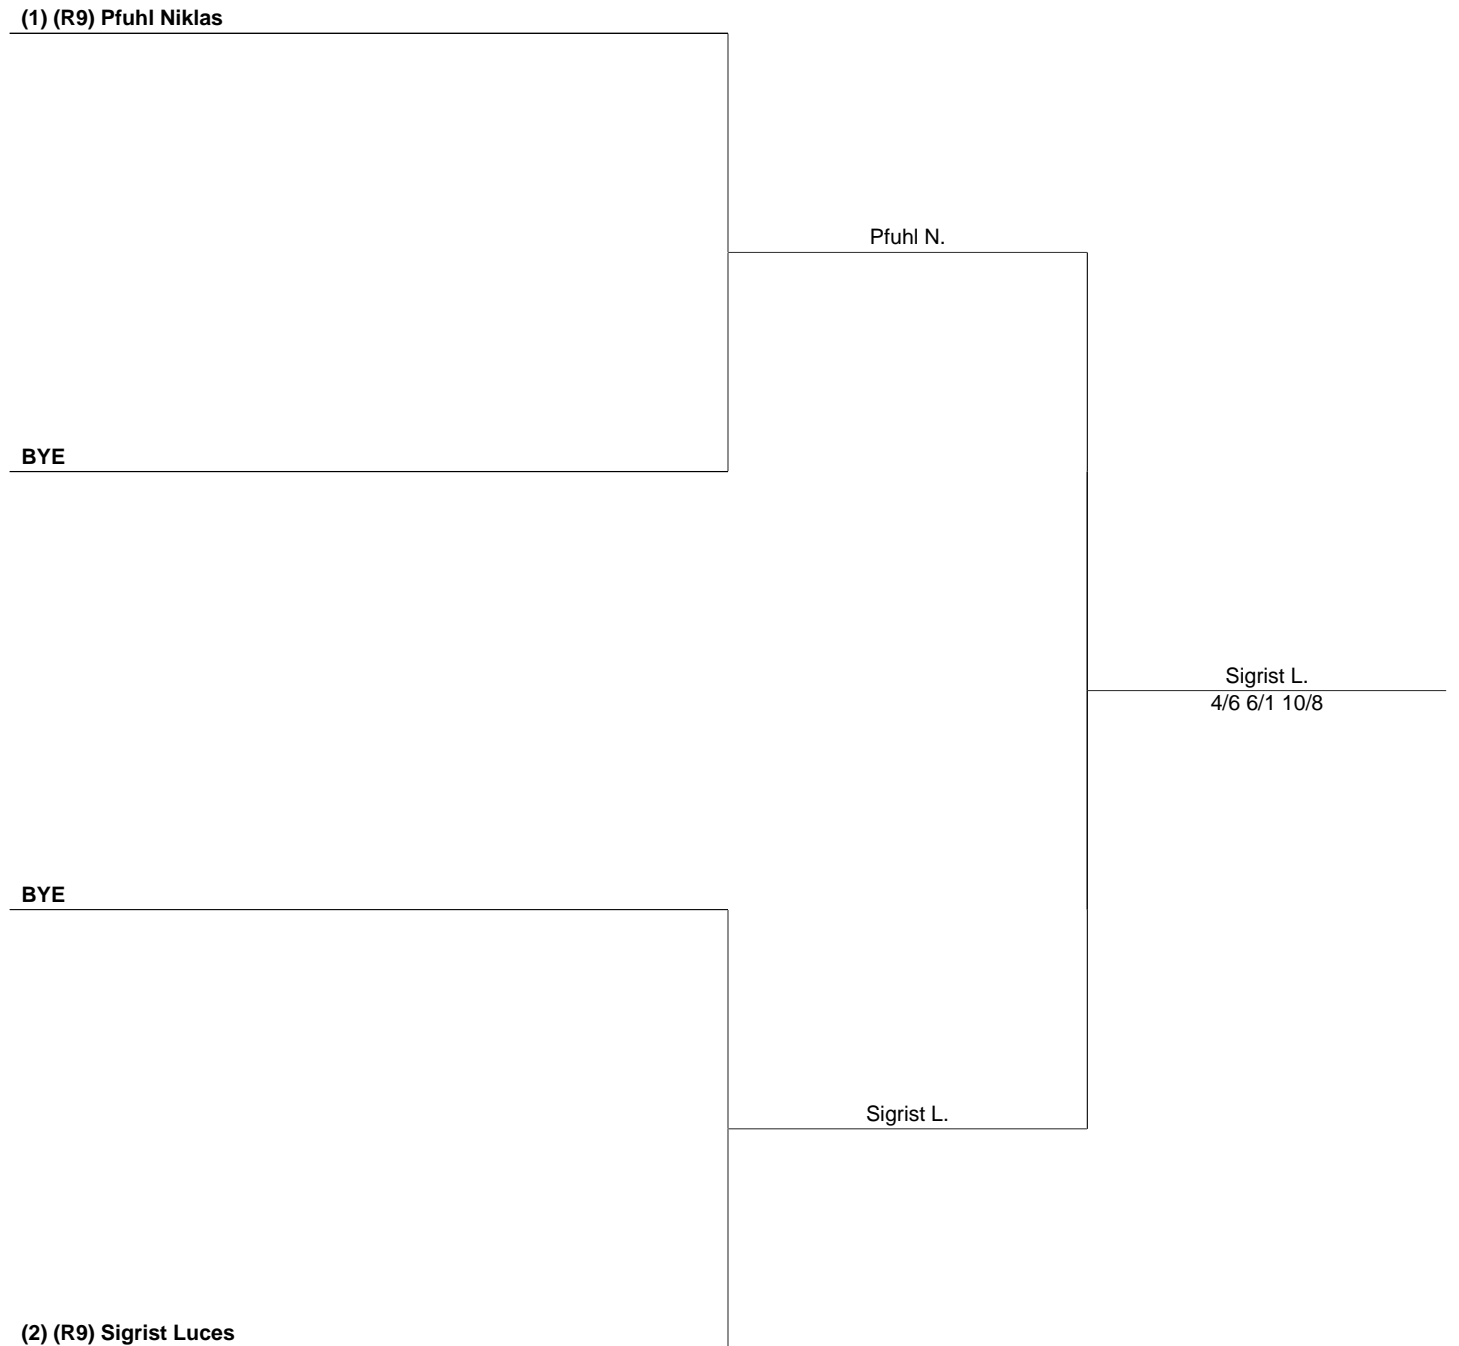 (1) (R9) Pfuhl Niklas
Pfuhl N.
BYE
Sigrist L.
4/6 6/1 10/8
BYE
Sigrist L.
(2) (R9) Sigrist Luces